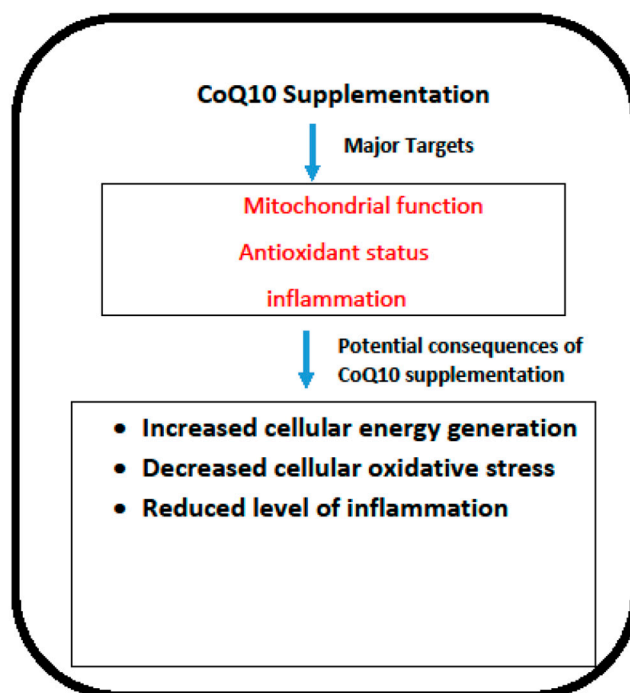 CoQ10 Supplementation
Major Targets
Mitochondrial function
Antioxidant status
inflammation
Potential consequences of
CoQ10 supplementation
• Increased cellular energy generation
• Decreased cellular oxidative stress
• Reduced level of inflammation